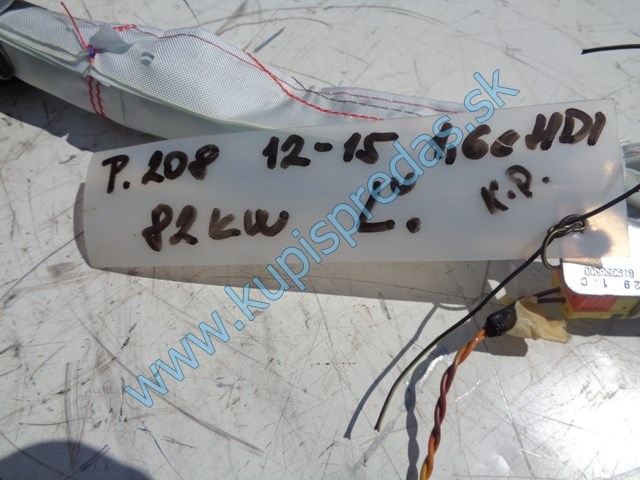 P. 208 12-15 1,6e HDI
82 KW Ľ. K.P.
www.kupispredas.sk